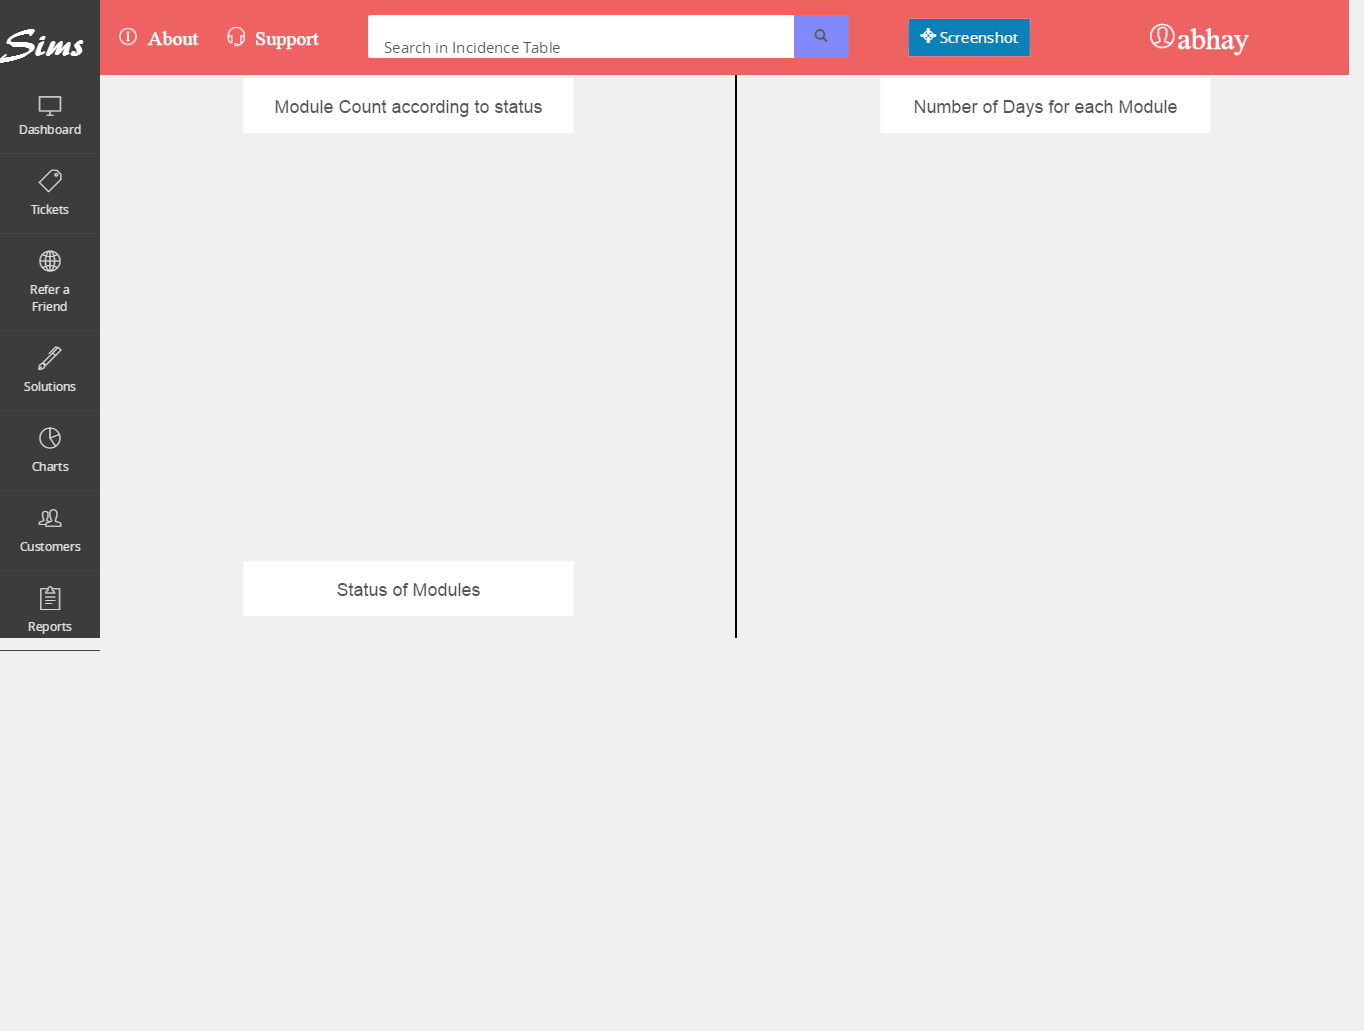 Sims
About
Support
Search in Incidence Table
Screenshot
abhay
Dashboard
Tickets
Refer a
Friend
Solutions
Charts
Customers
Reports
Module Count according to status
Number of Days for each Module
Status of Modules